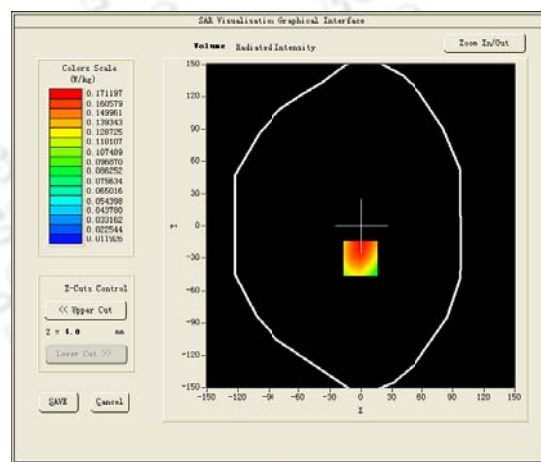 SAR Visualisation Graphical Interface
Volume Radiated Intensity
Zoom In/Out
Colors Scale
(W/kg)
0.171197
0.160579
0.149961
0.139343
0.128725
0.118107
0.107489
0.096870
0.086252
0.075634
0.065016
0.054398
0.043780
0.033162
0.022544
0.011926
Z-Cuts Control
<< Upper Cut
Z = 4.0 mm
Lower Cut >>
SAVE
Cancel
150
120
90
60
30
0
-30
-60
-90
-120
-150
Y
-150 -120 -90 -60 -30 0 30 60 90 120 150
X